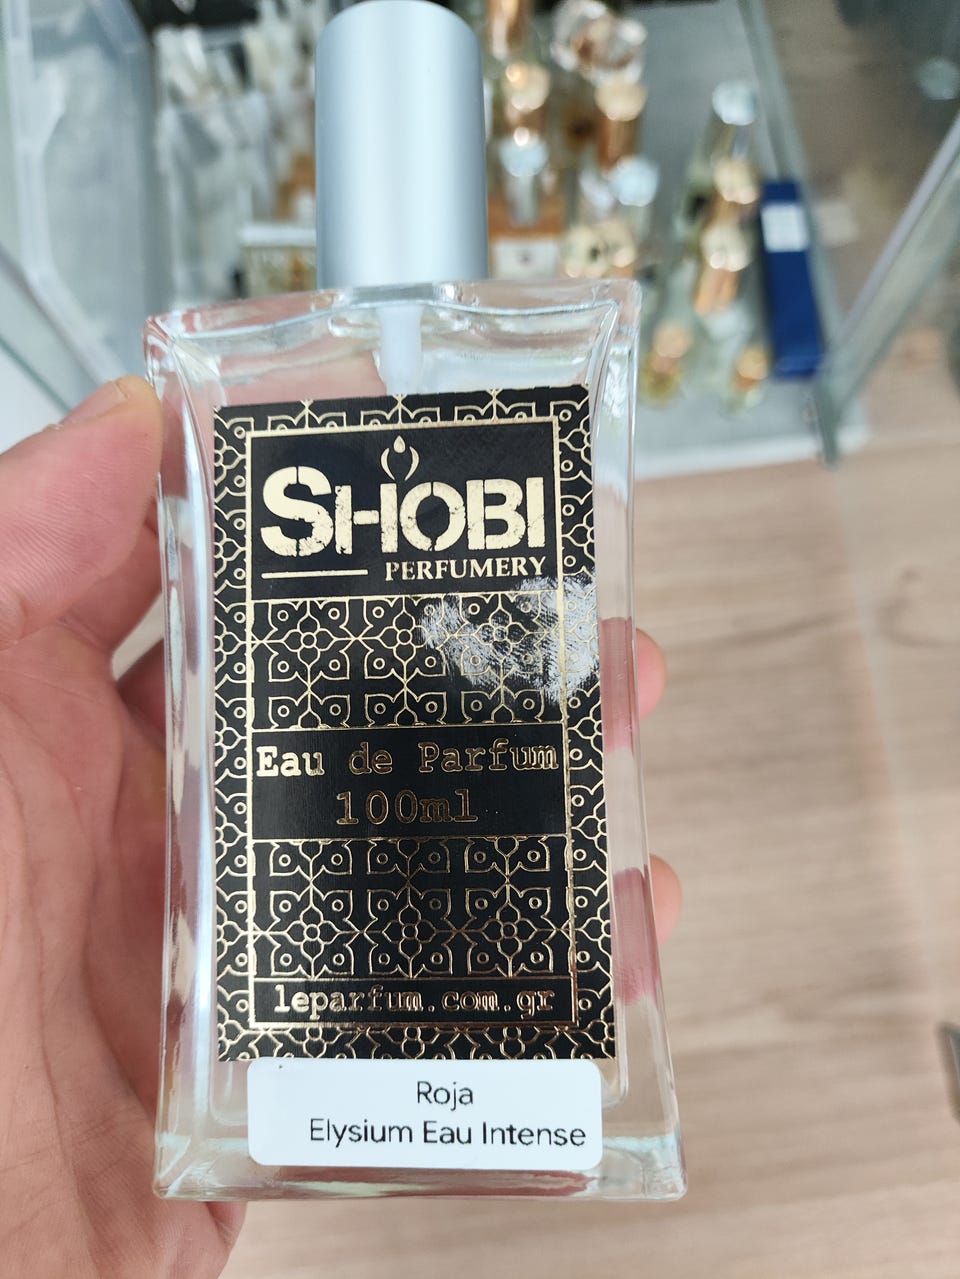 SHOBI
PERFUMERY
Eau de Parfum
100ml
leparfum.com.gr
Roja
Elysium Eau Intense